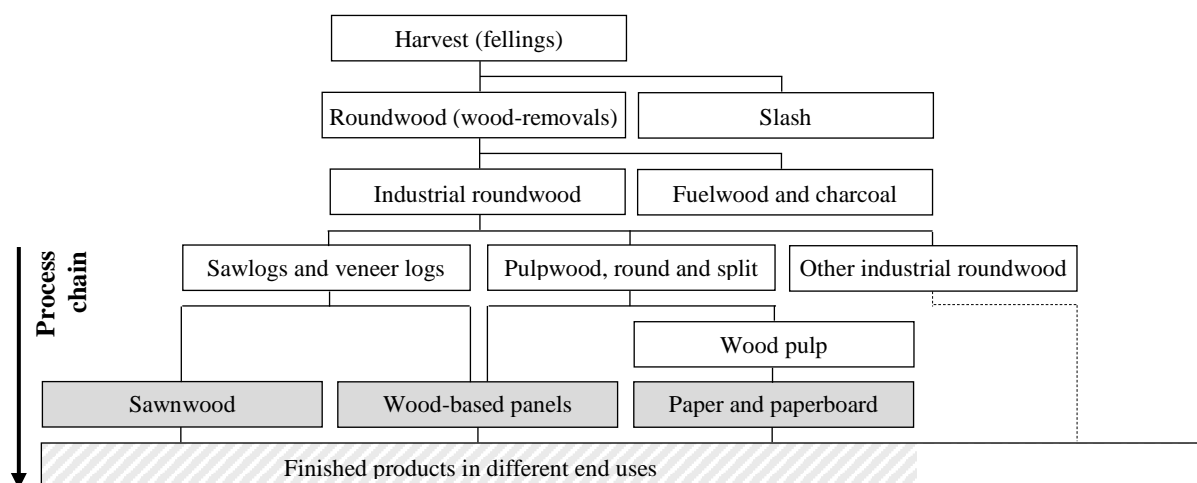 Harvest (fellings)
Roundwood (wood-removals)
Slash
Industrial roundwood
Fuelwood and charcoal
Process
chain
Sawlogs and veneer logs
Pulpwood, round and split
Other industrial roundwood
Wood pulp
Sawnwood
Wood-based panels
Paper and paperboard
Finished products in different end uses